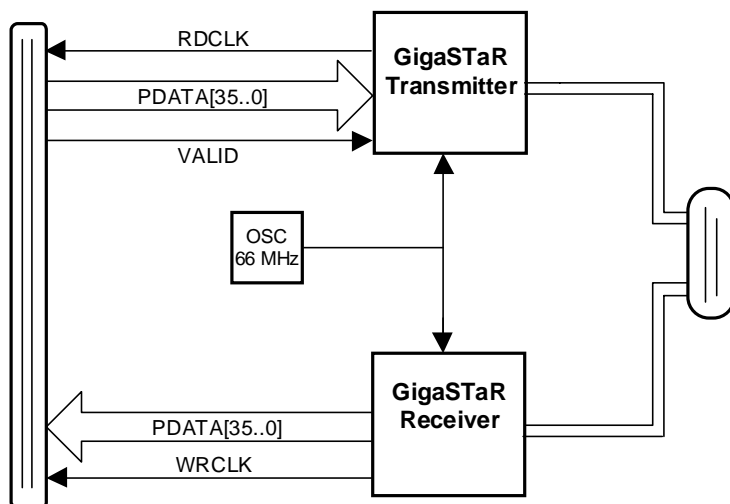 RDCLK
GigaSTaR
Transmitter
PDATA[35..0]
VALID
OSC
66 MHz
GigaSTaR
Receiver
PDATA[35..0]
WRCLK